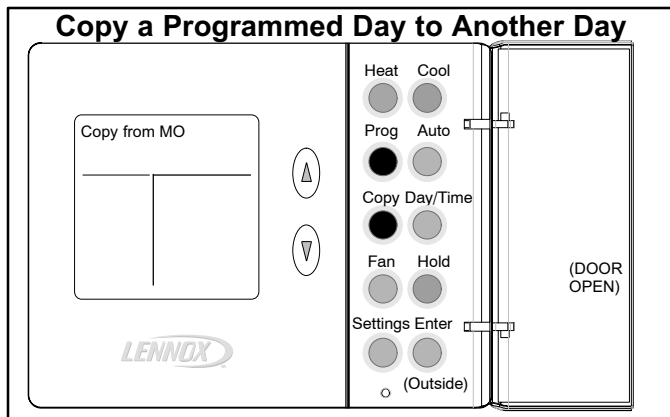 Copy a Programmed Day to Another Day
Copy from MO
Heat Cool
Prog Auto
Copy Day/Time
Fan Hold
Settings Enter
(Outside)
(DOOR
OPEN)
LENNOX